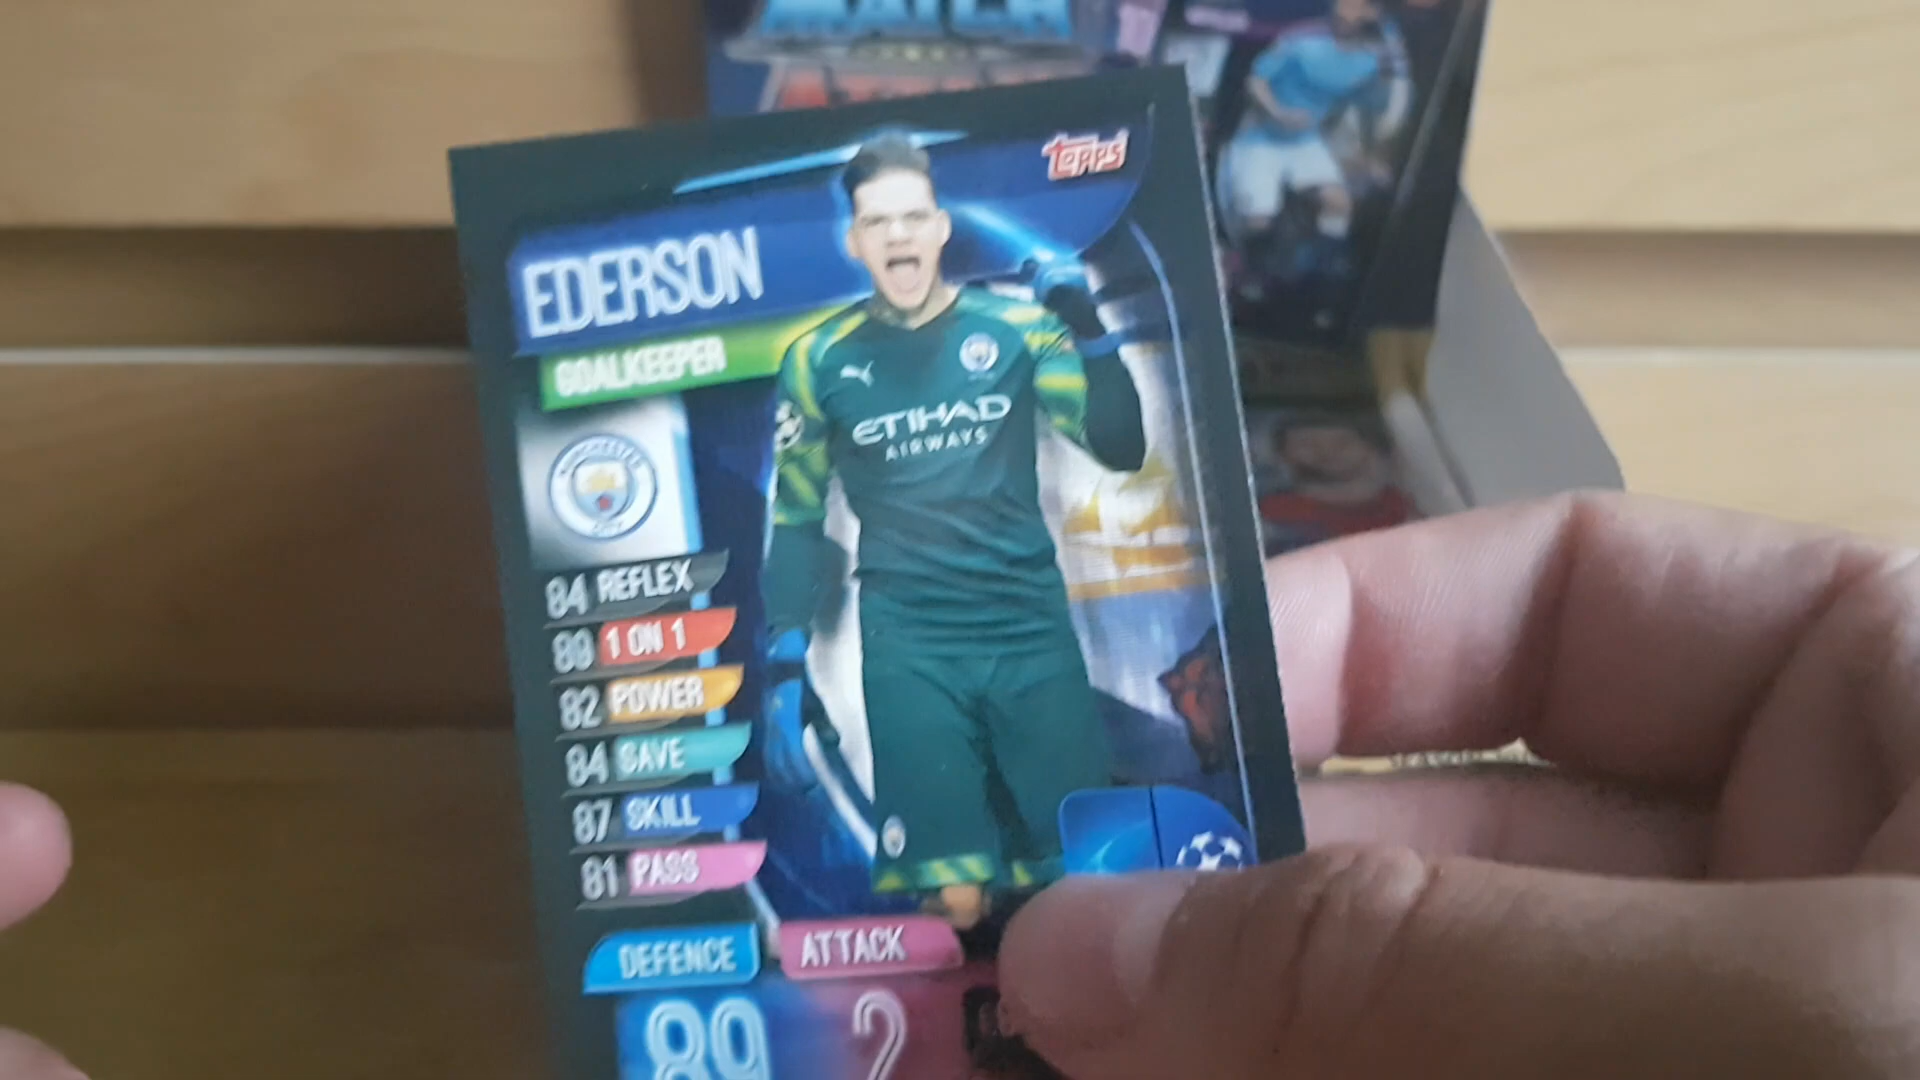 MATCH
TOPPS
EDERSON
GOALKEEPER
ETIHAD
AIRWAYS
84 REFLEX
1 ON 1
82 POWER
84 SAVE
87 SKILL
81 PASS
DEFENCE
ATTACK
89
2